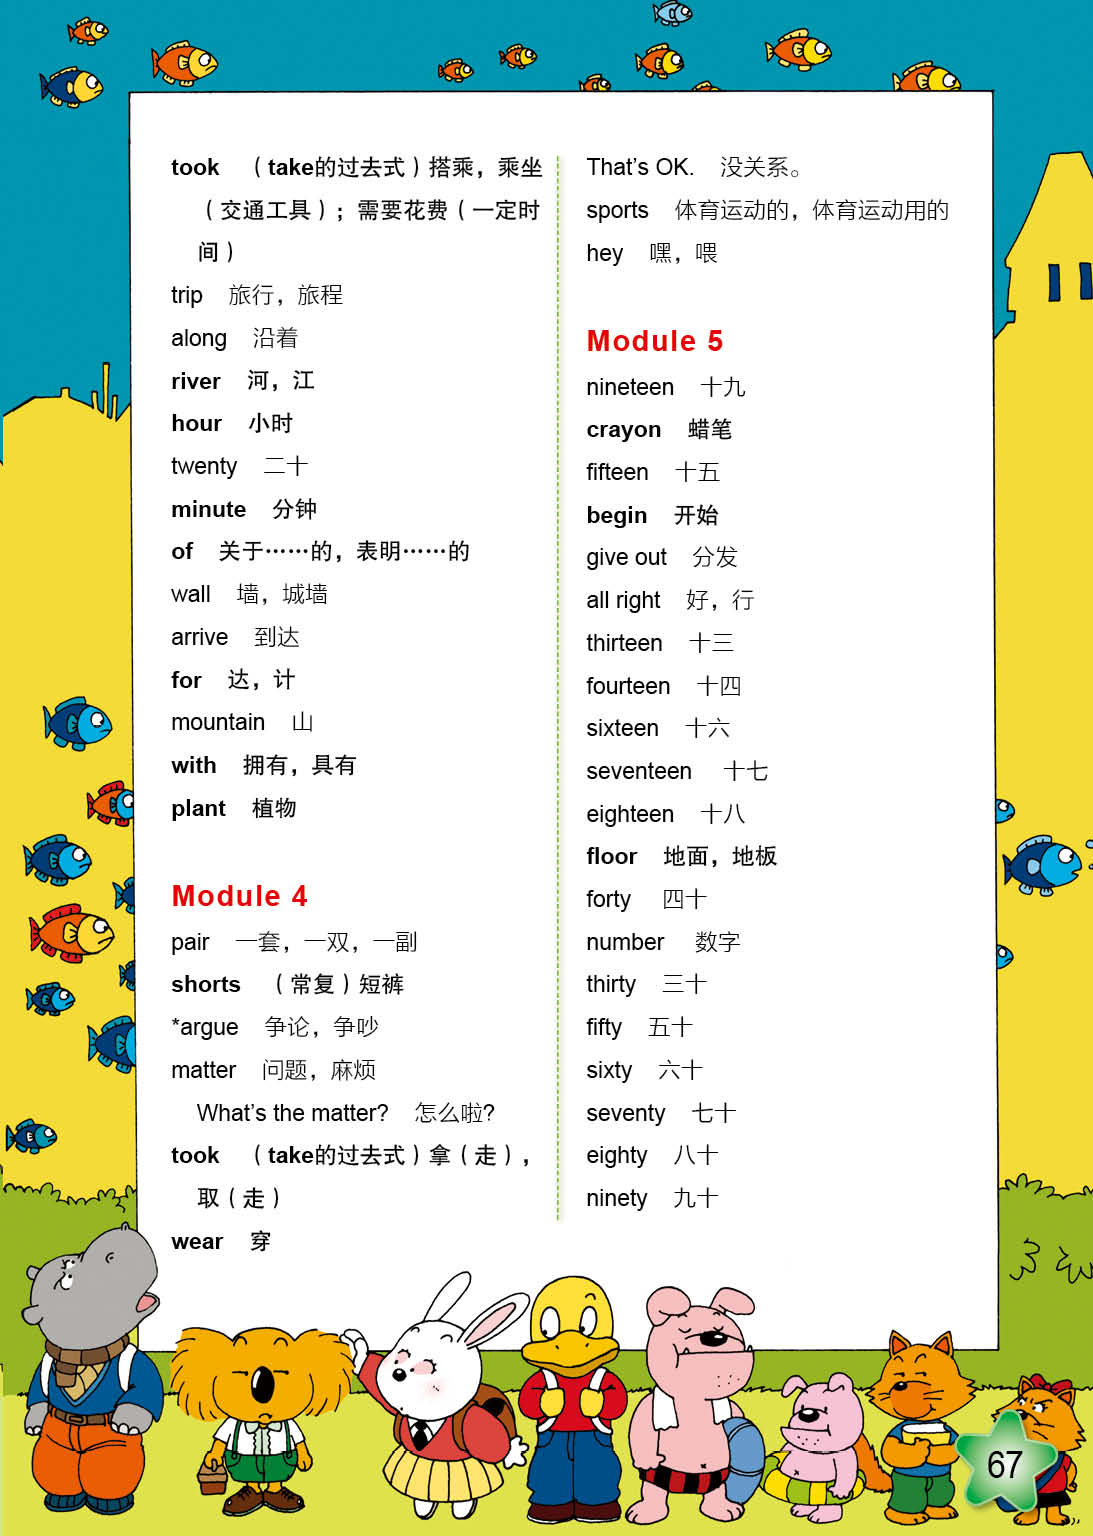 took （take的过去式）搭乘，乘坐
（交通工具）；需要花费（一定时
间）
trip 旅行，旅程
along 沿着
river 河，江
hour 小时
twenty 二十
minute 分钟
of 关于……的，表明……的
wall 墙，城墙
arrive 到达
for 达，计
mountain 山
with 拥有，具有
plant 植物
Module 4
pair 一套，一双，一副
shorts （常复）短裤
*argue 争论，争吵
matter 问题，麻烦
What's the matter? 怎么啦?
took （take的过去式）拿（走），
取（走）
wear 穿
That's OK. 没关系。
sports 体育运动的，体育运动用的
hey 嘿，喂
Module 5
nineteen 十九
crayon 蜡笔
fifteen 十五
begin 开始
give out 分发
all right 好，行
thirteen 十三
fourteen 十四
sixteen 十六
seventeen 十七
eighteen 十八
floor 地面，地板
forty 四十
number 数字
thirty 三十
fifty 五十
sixty 六十
seventy 七十
eighty 八十
ninety 九十
67